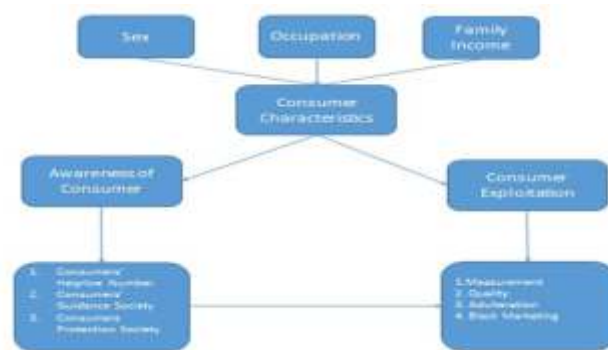 Sex
Occupation
Family
Income
Consumer
Characteristics
Awareness of
Consumer
Consumer
Exploitation
1. Consumers'
Helpline Number
2. Consumers'
Guidance Society
3. Consumers
Protection Society
1.Measurement
2. Quality
3. Adulteration
4. Black Marketing